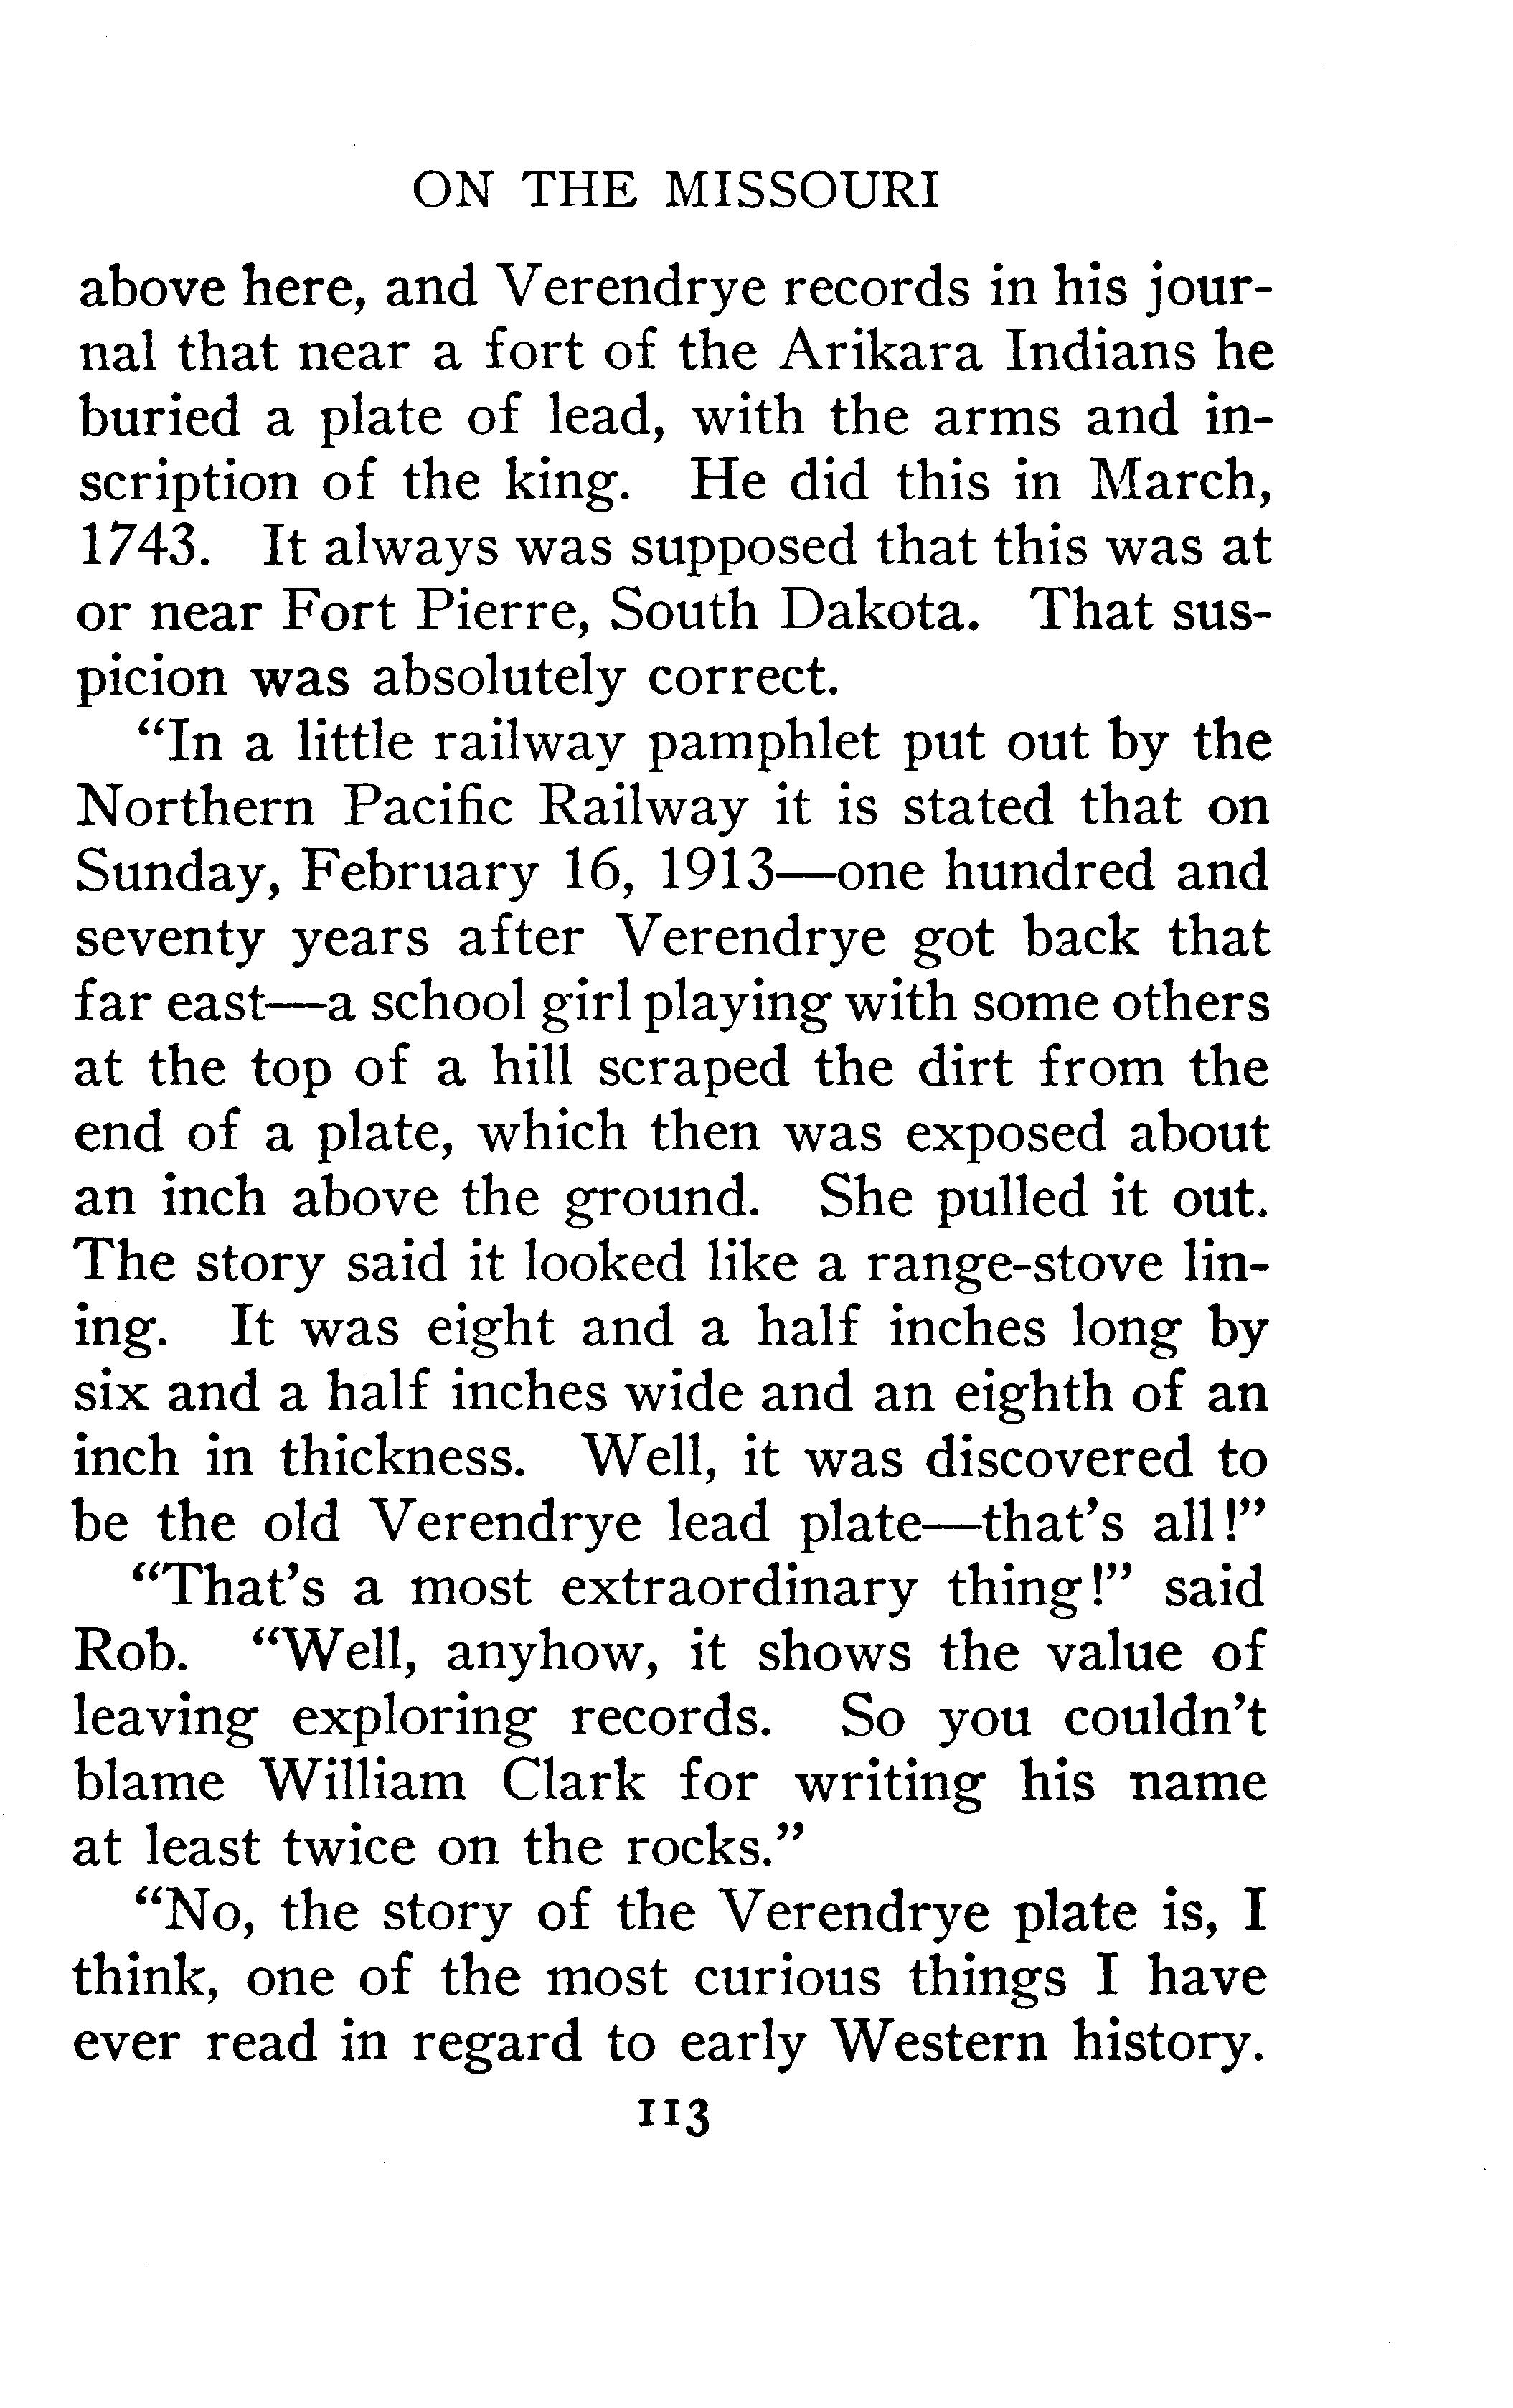 ON THE MISSOURI
above here, and Verendrye records in his jour-
nal that near a fort of the Arikara Indians he
buried a plate of lead, with the arms and in-
scription of the king. He did this in March,
1743. It always was supposed that this was at
or near Fort Pierre, South Dakota. That sus-
picion was absolutely correct.
“In a little railway pamphlet put out by the
Northern Pacific Railway it is stated that on
Sunday, February 16, 1913—one hundred and
seventy years after Verendrye got back that
far east—a school girl playing with some others
at the top of a hill scraped the dirt from the
end of a plate, which then was exposed about
an inch above the ground. She pulled it out.
The story said it looked like a range-stove lin-
ing. It was eight and a half inches long by
six and a half inches wide and an eighth of an
inch in thickness. Well, it was discovered to
be the old Verendrye lead plate—that’s all!”
“That’s a most extraordinary thing!” said
Rob. “Well, anyhow, it shows the value of
leaving exploring records. So you couldn’t
blame William Clark for writing his name
at least twice on the rocks.”
“No, the story of the Verendrye plate is, I
think, one of the most curious things I have
ever read in regard to early Western history.
113